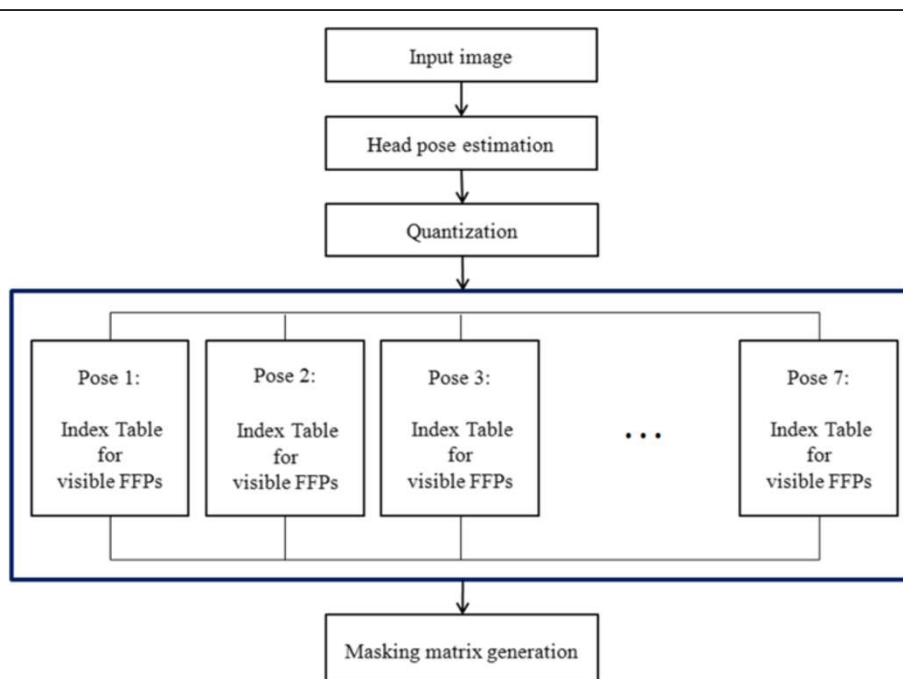 Input image
Head pose estimation
Quantization
Pose 1:
Index Table
for
visible FFPs
Pose 2:
Index Table
for
visible FFPs
Pose 3:
Index Table
for
visible FFPs
...
Pose 7:
Index Table
for
visible FFPs
Masking matrix generation